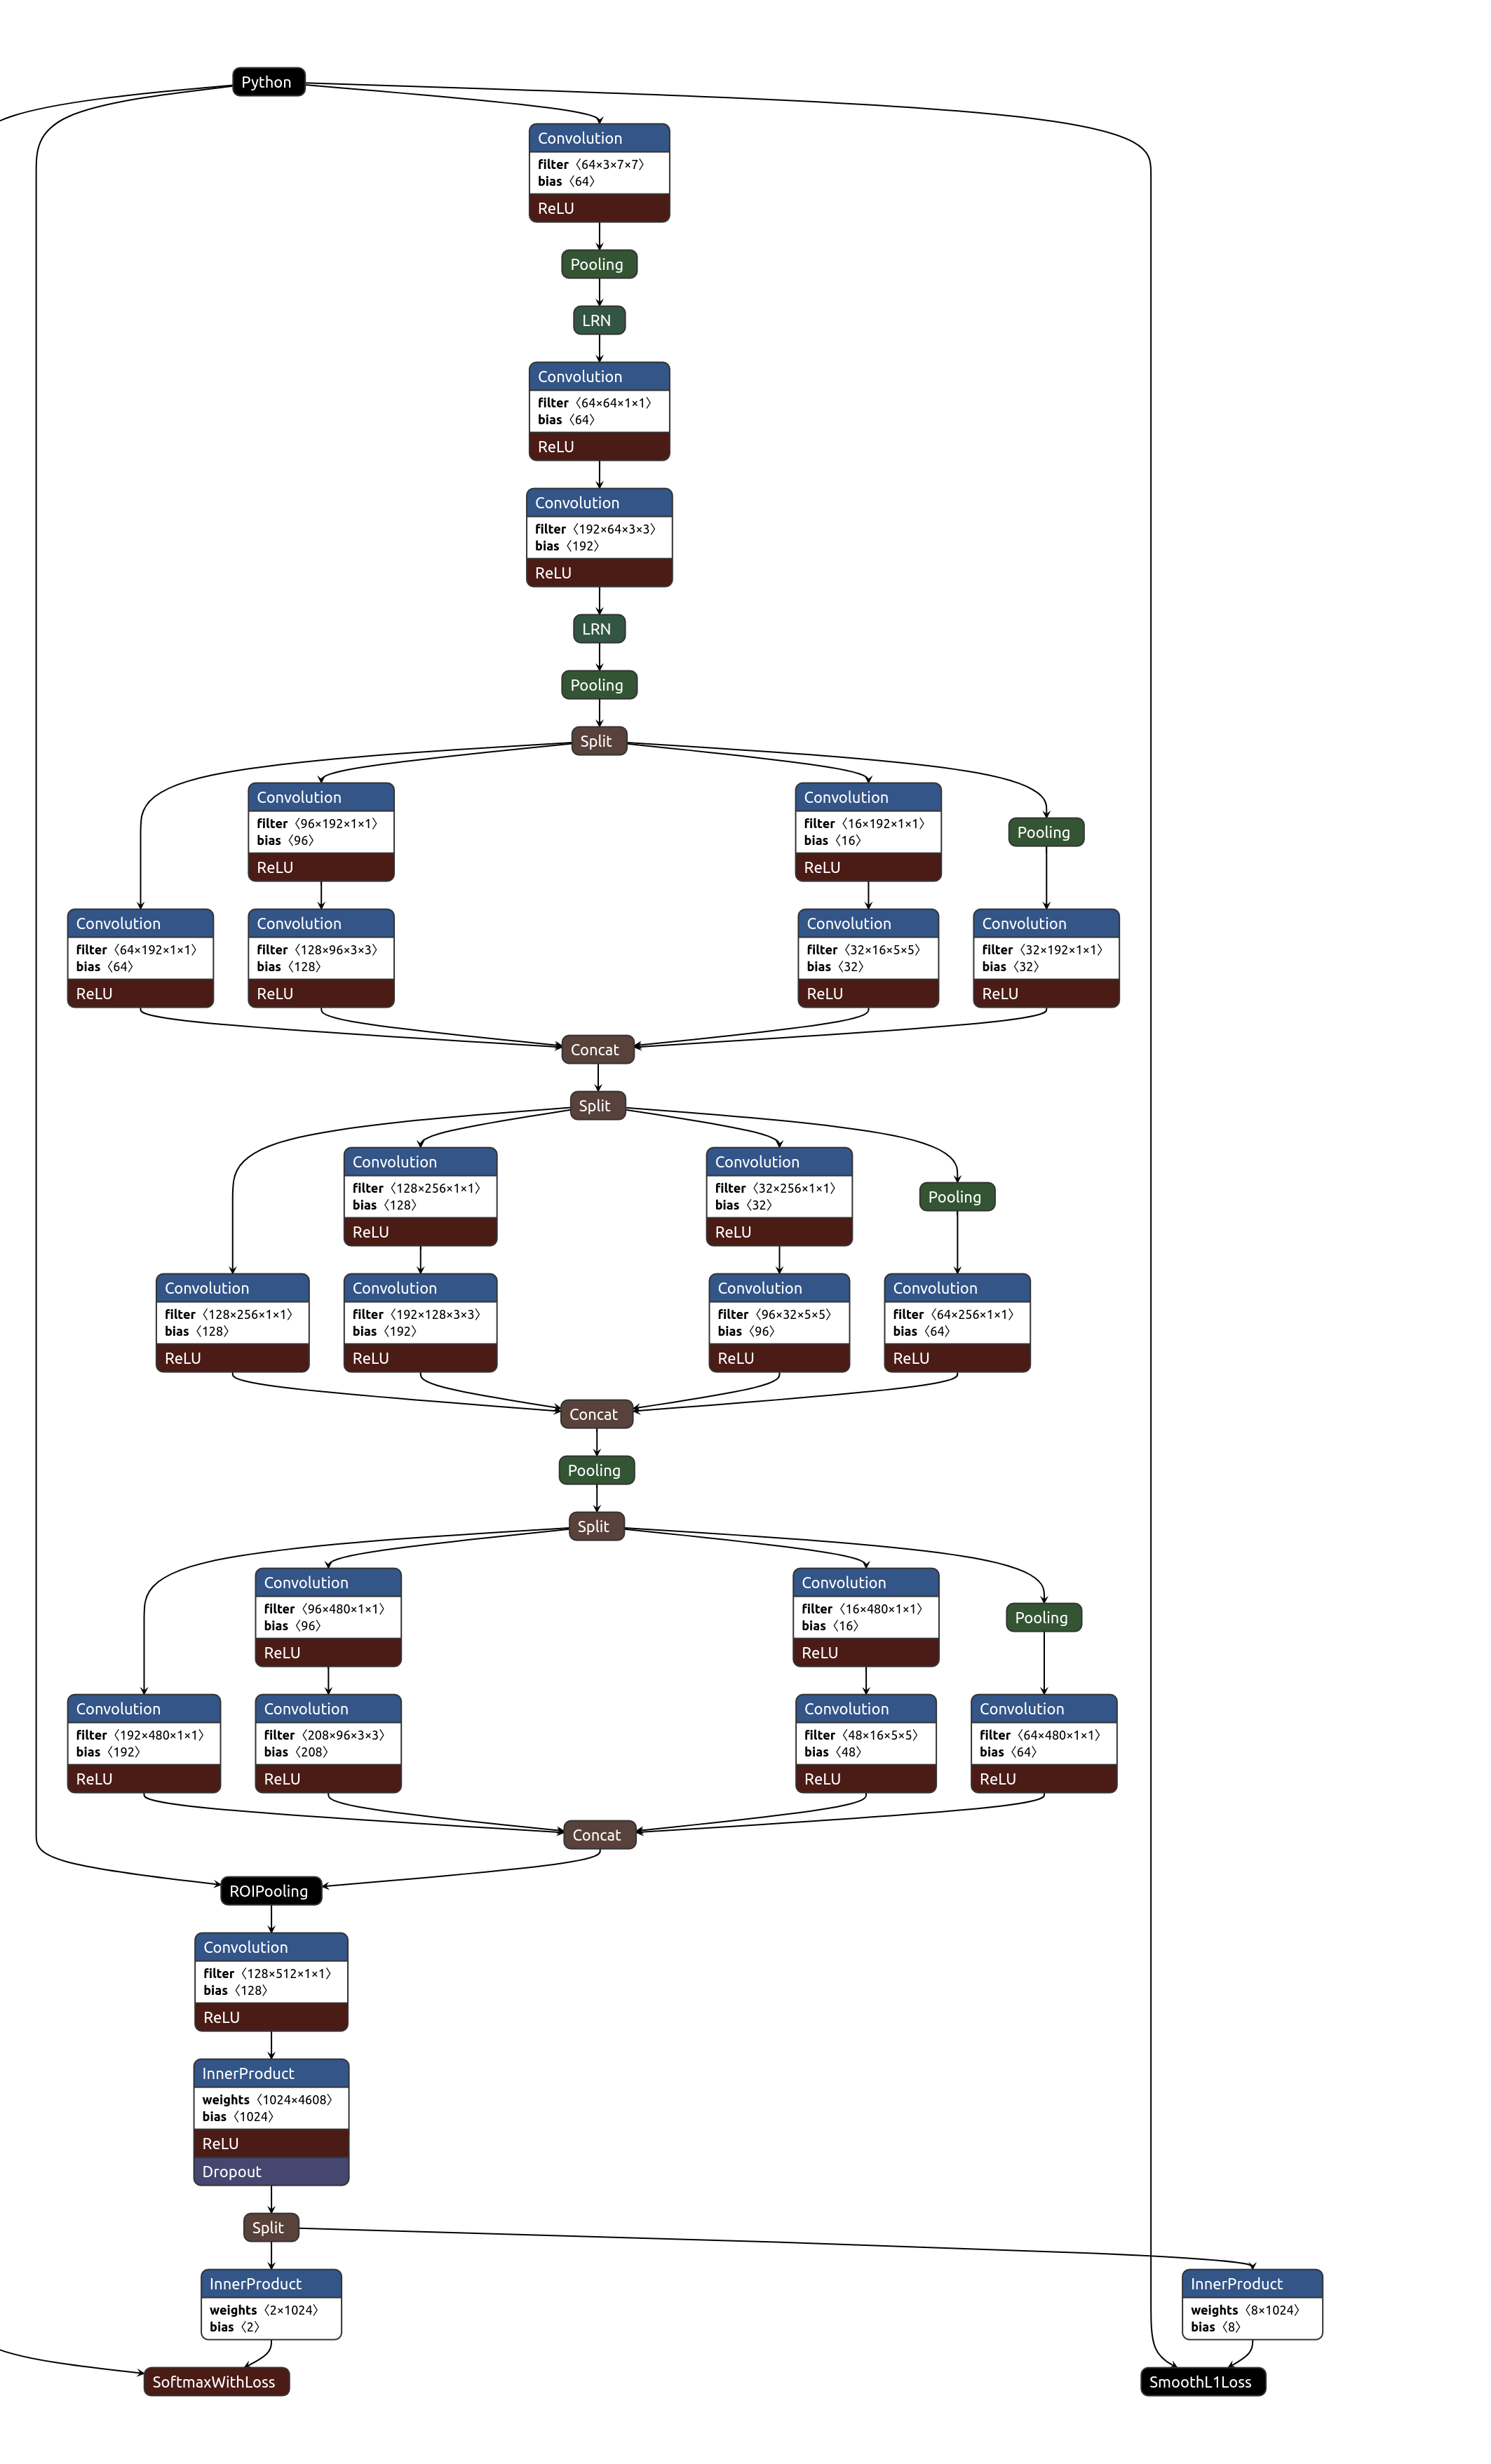 Python
Convolution
filter〈64×3×7×7〉
bias〈64〉
ReLU
Pooling
LRN
Convolution
filter〈64×64×1×1〉
bias〈64〉
ReLU
Convolution
filter〈192×64×3×3〉
bias〈192〉
ReLU
LRN
Pooling
Split
Convolution
filter〈96×192×1×1〉
bias〈96〉
ReLU
Convolution
filter〈16×192×1×1〉
bias〈16〉
ReLU
Pooling
Convolution
filter〈64×192×1×1〉
bias〈64〉
ReLU
Convolution
filter〈128×96×3×3〉
bias〈128〉
ReLU
Convolution
filter〈32×16×5×5〉
bias〈32〉
ReLU
Convolution
filter〈32×192×1×1〉
bias〈32〉
ReLU
Concat
Split
Convolution
filter〈128×256×1×1〉
bias〈128〉
ReLU
Convolution
filter〈32×256×1×1〉
bias〈32〉
ReLU
Pooling
Convolution
filter〈128×256×1×1〉
bias〈128〉
ReLU
Convolution
filter〈192×128×3×3〉
bias〈192〉
ReLU
Convolution
filter〈96×32×5×5〉
bias〈96〉
ReLU
Convolution
filter〈64×256×1×1〉
bias〈64〉
ReLU
Concat
Pooling
Split
Convolution
filter〈96×480×1×1〉
bias〈96〉
ReLU
Convolution
filter〈16×480×1×1〉
bias〈16〉
ReLU
Pooling
Convolution
filter〈192×480×1×1〉
bias〈192〉
ReLU
Convolution
filter〈208×96×3×3〉
bias〈208〉
ReLU
Convolution
filter〈48×16×5×5〉
bias〈48〉
ReLU
Convolution
filter〈64×480×1×1〉
bias〈64〉
ReLU
Concat
ROIPooling
Convolution
filter〈128×512×1×1〉
bias〈128〉
ReLU
InnerProduct
weights〈1024×4608〉
bias〈1024〉
ReLU
Dropout
Split
InnerProduct
weights〈2×1024〉
bias〈2〉
InnerProduct
weights〈8×1024〉
bias〈8〉
SoftmaxWithLoss
SmoothL1Loss